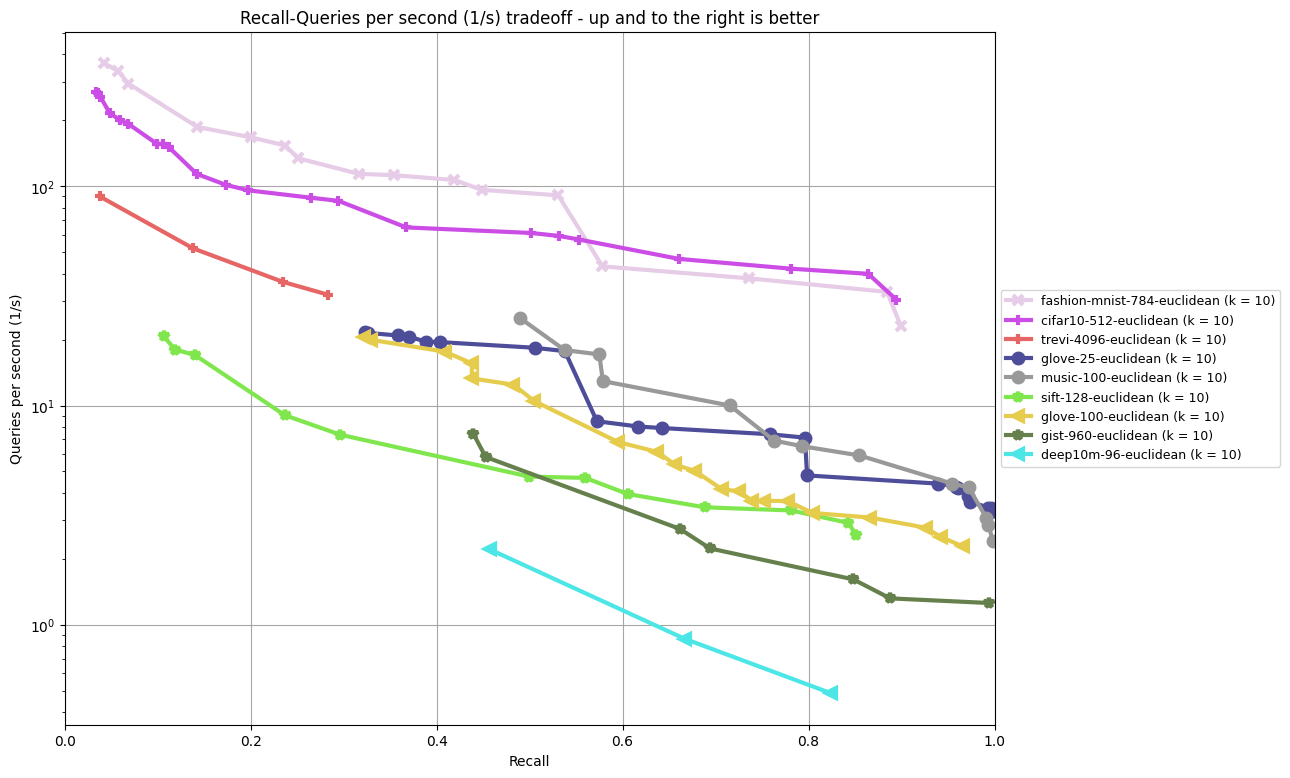 Recall-Queries per second (1/s) tradeoff - up and to the right is better
Queries per second (1/s)
10²
10¹
10⁰
0.0 0.2 0.4 0.6 0.8 1.0
Recall
fashion-mnist-784-euclidean (k = 10)
cifar10-512-euclidean (k = 10)
trevi-4096-euclidean (k = 10)
glove-25-euclidean (k = 10)
music-100-euclidean (k = 10)
sift-128-euclidean (k = 10)
glove-100-euclidean (k = 10)
gist-960-euclidean (k = 10)
deep10m-96-euclidean (k = 10)